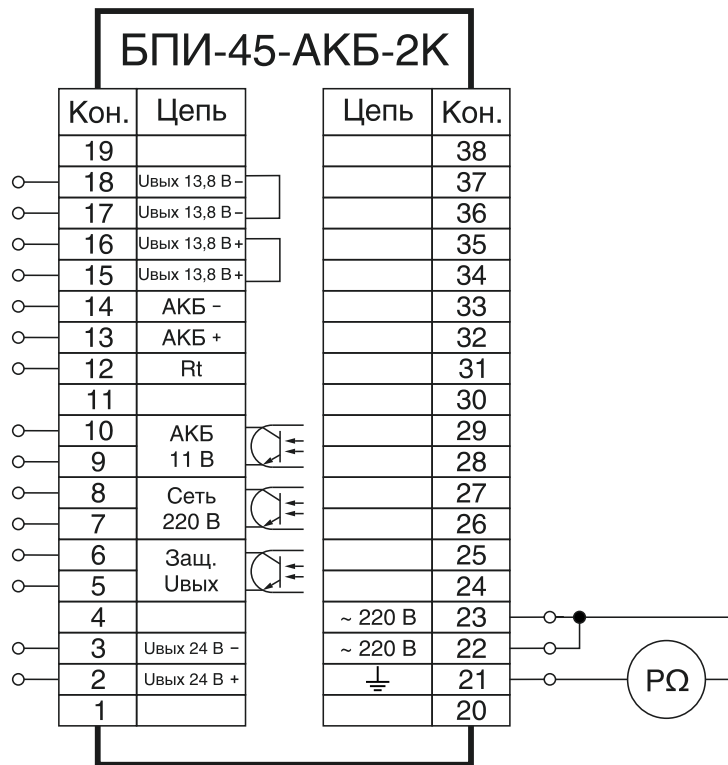 БПИ-45-АКБ-2К
Кон. Цепь Цепь Кон.
19 38
18 Uвых 13,8 В – 37
17 Uвых 13,8 В – 36
16 Uвых 13,8 В + 35
15 Uвых 13,8 В + 34
14 АКБ – 33
13 АКБ + 32
12 Rt 31
11 30
10 АКБ 29
9 11 В 28
8 Сеть 27
7 220 В 26
6 Защ. 25
5 Uвых 24
4 ~ 220 В 23
3 Uвых 24 В – ~ 220 В 22
2 Uвых 24 В + 21 PΩ
1 20